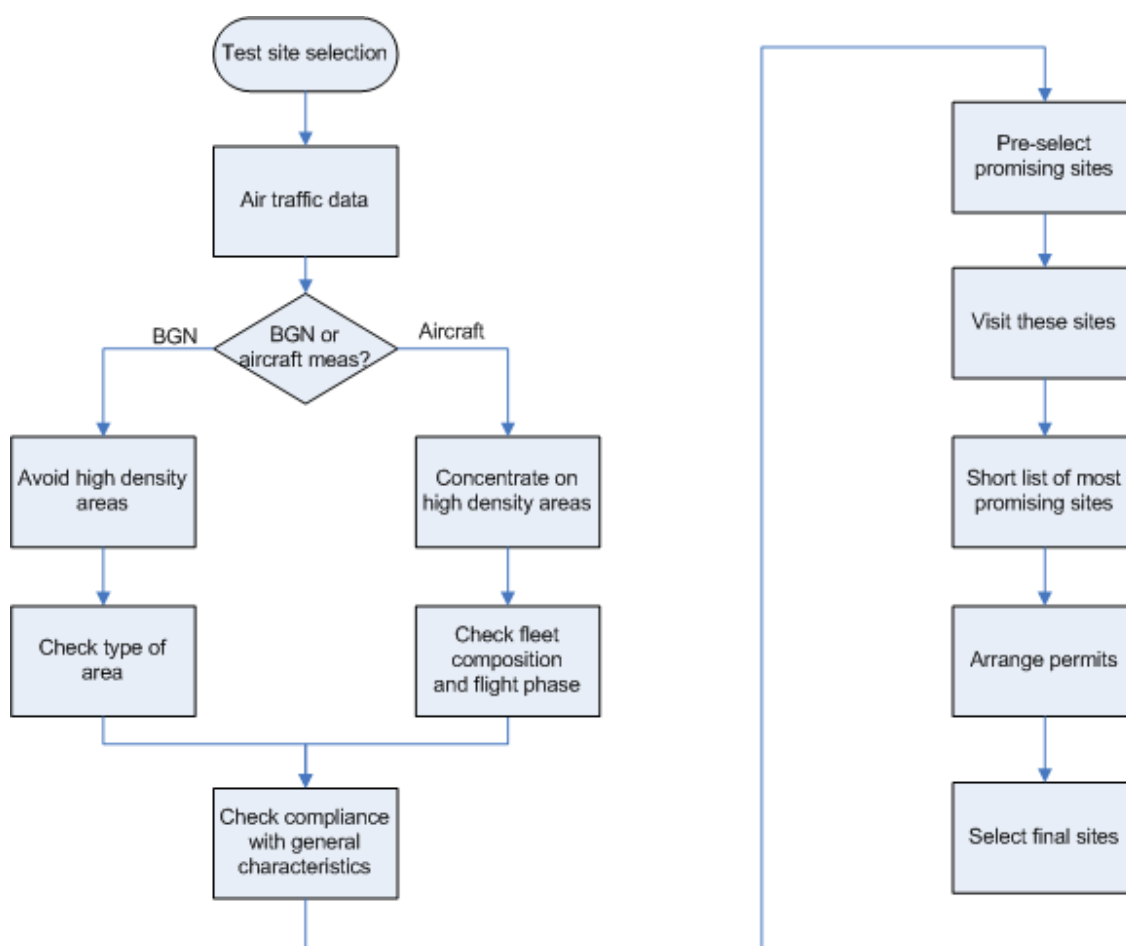 Test site selection
Air traffic data
BGN or
aircraft meas?
BGN
Aircraft
Avoid high density
areas
Concentrate on
high density areas
Check type of
area
Check fleet
composition
and flight phase
Check compliance
with general
characteristics
Pre-select
promising sites
Visit these sites
Short list of most
promising sites
Arrange permits
Select final sites